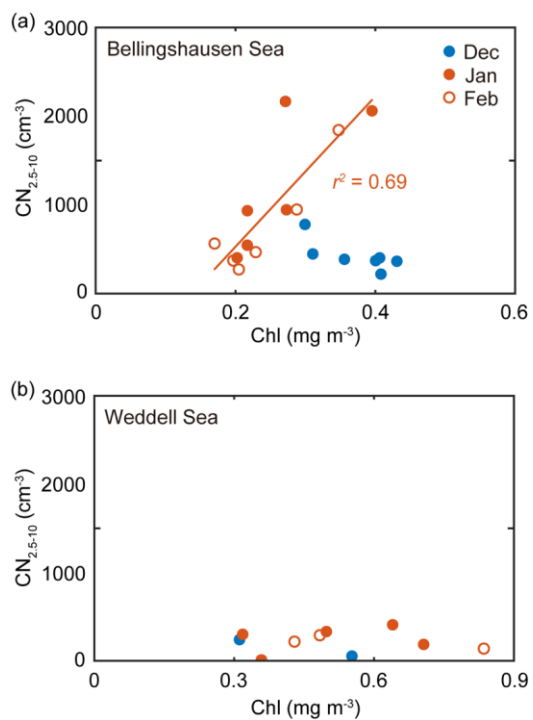 (a)
3000
Bellingshausen Sea
Dec
Jan
Feb
2000
CN2.5-10 (cm-3)
r2 = 0.69
1000
0
0
0.2
0.4
0.6
Chl (mg m-3)
(b)
3000
Weddell Sea
2000
CN2.5-10 (cm-3)
1000
0
0
0.3
0.6
0.9
Chl (mg m-3)